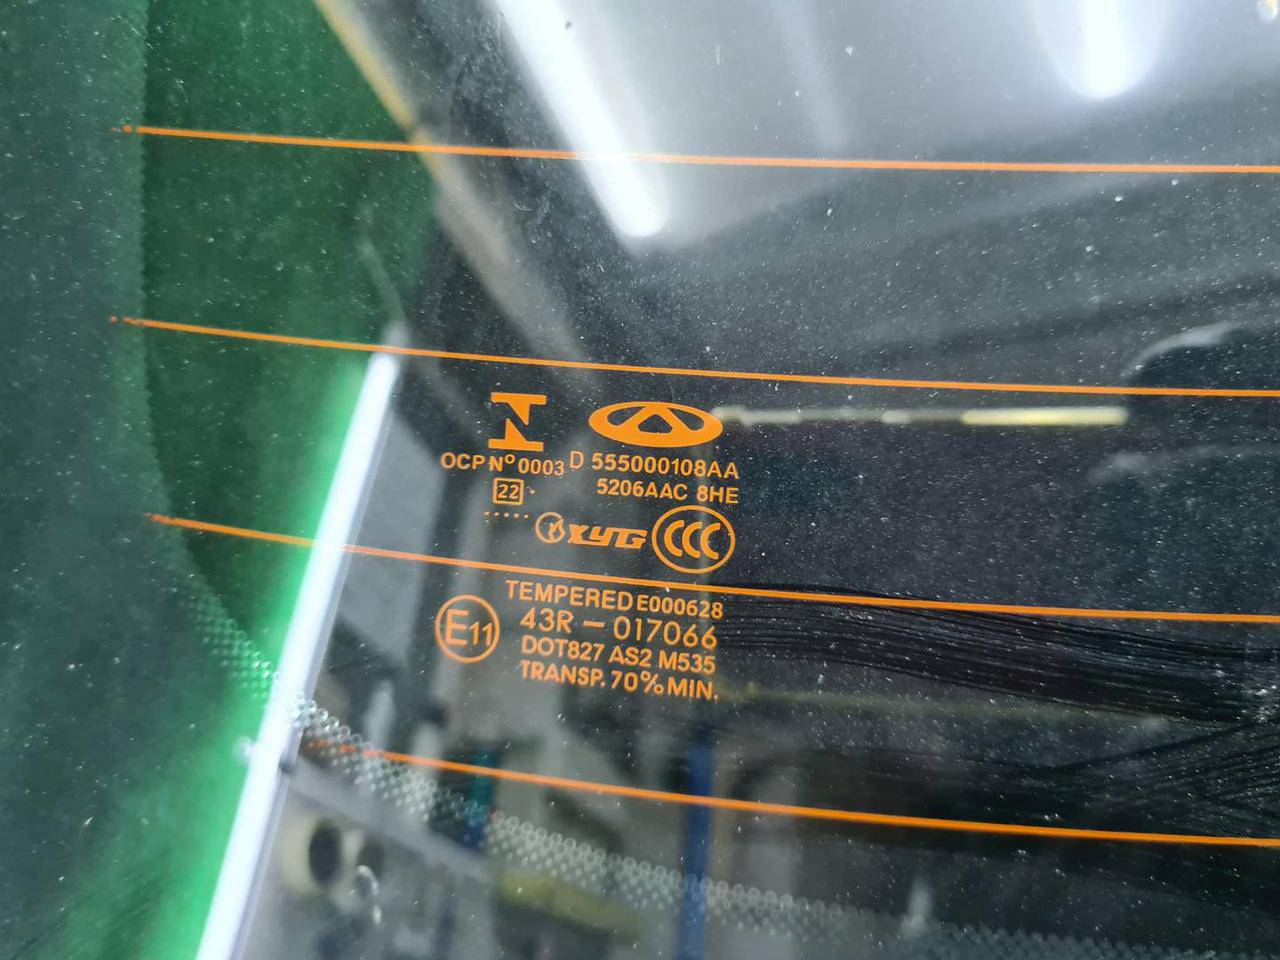 OCP Nº 0003
D 555000108AA
5206AAC 8HE
22
XYG
CCC
TEMPERED E000628
E11
43R - 017066
DOT827 AS2 M535
TRANSP. 70% MIN.